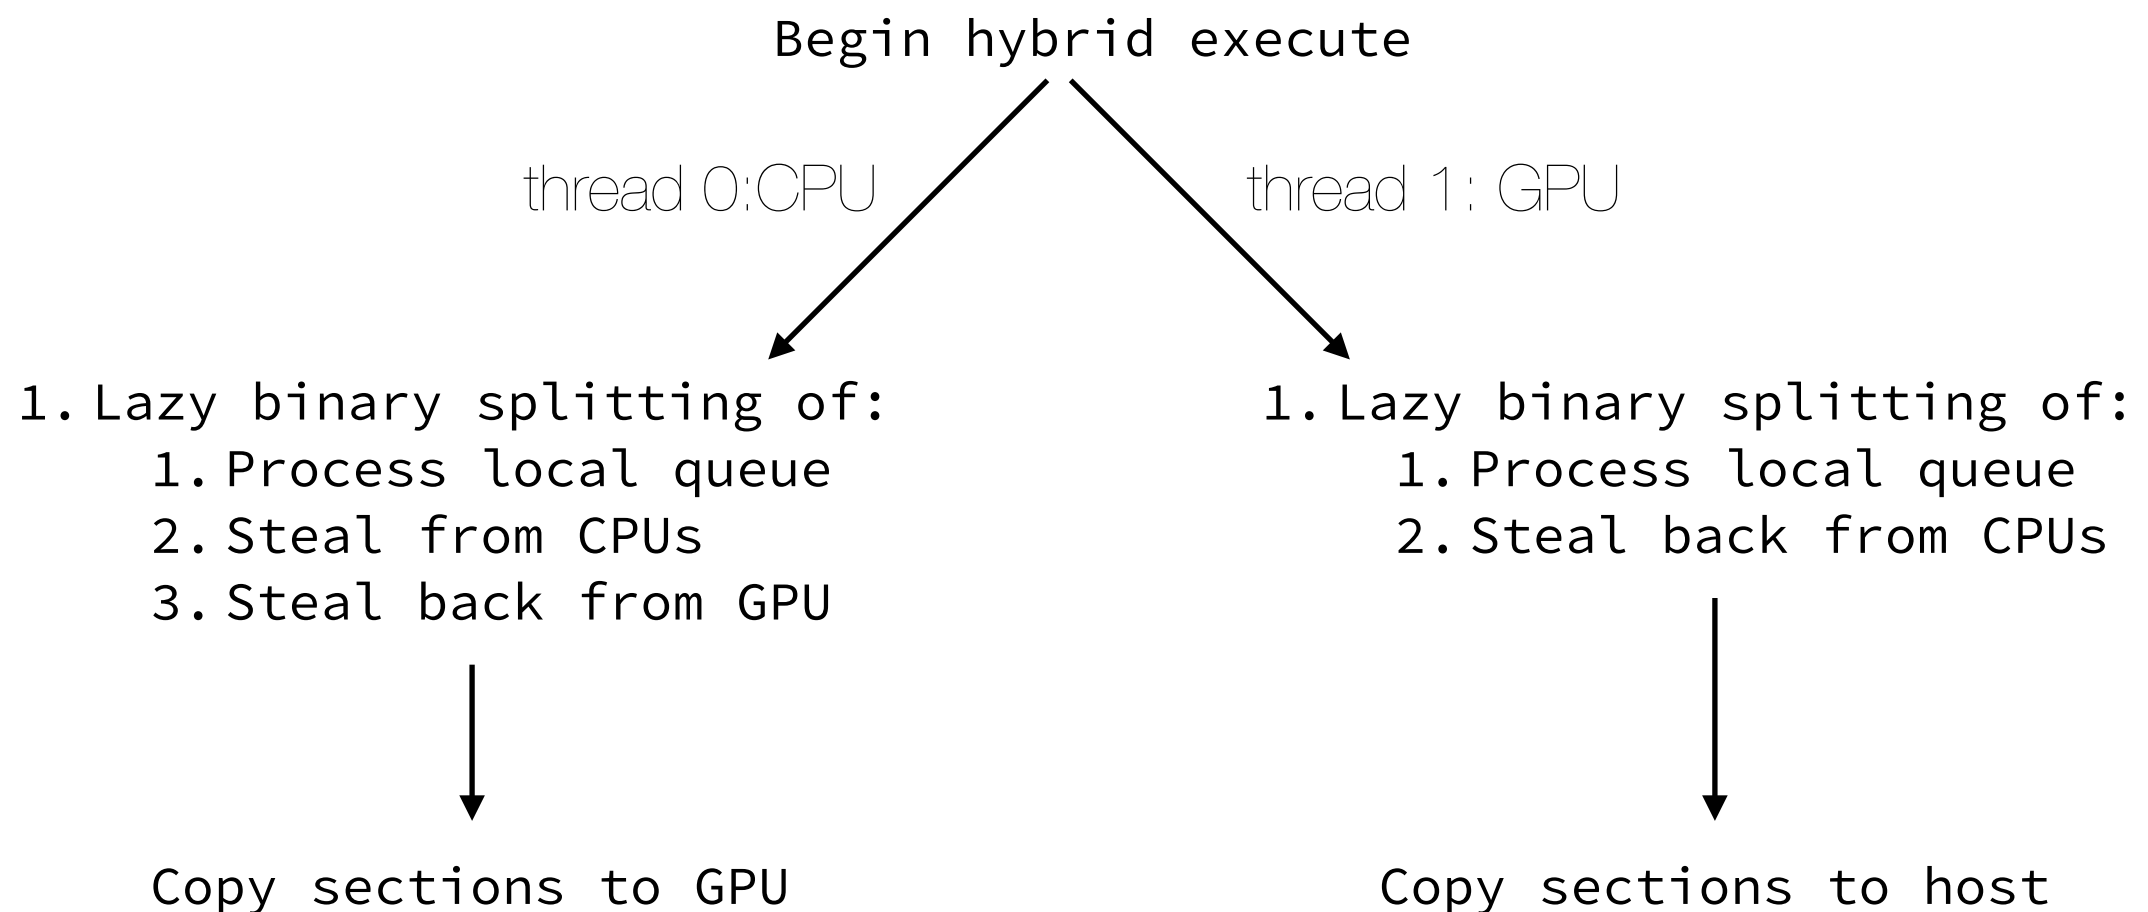 Begin hybrid execute
thread 0:CPU
thread 1: GPU
1. Lazy binary splitting of:
1. Process local queue
2. Steal from CPUs
3. Steal back from GPU
1. Lazy binary splitting of:
1. Process local queue
2. Steal back from CPUs
Copy sections to GPU
Copy sections to host